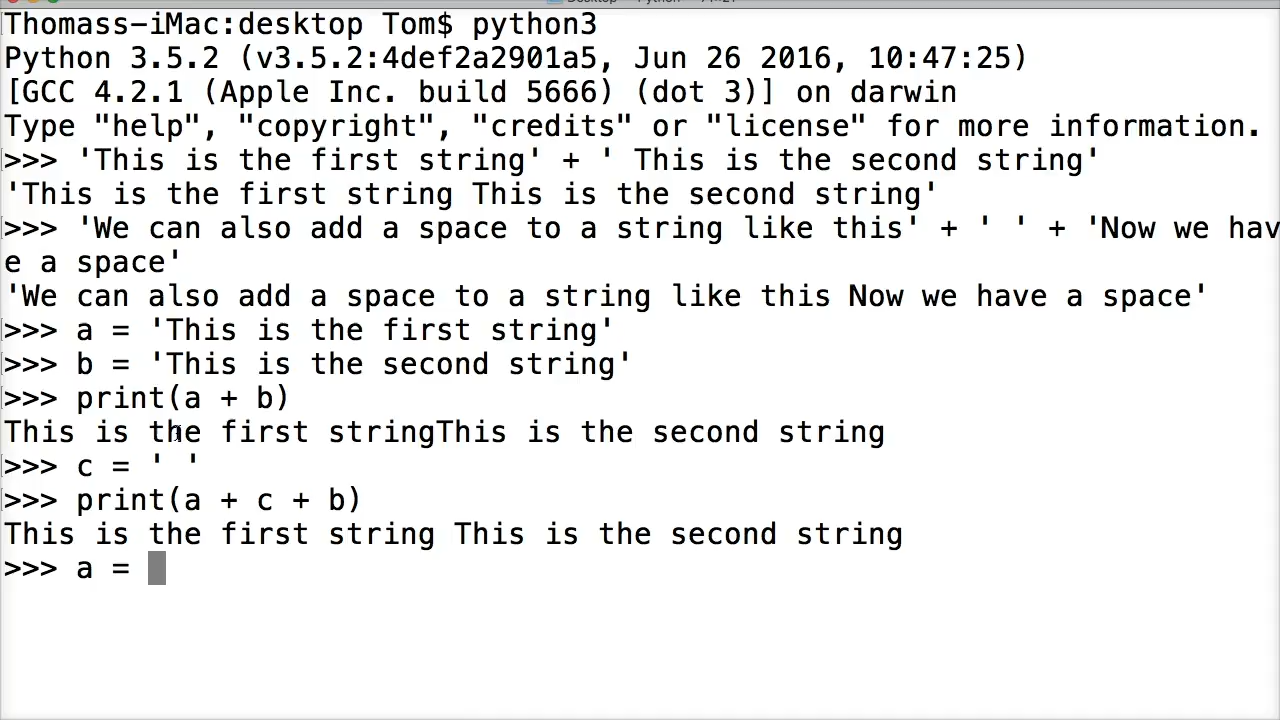 Thomass-iMac:desktop Tom$ python3
Python 3.5.2 (v3.5.2:4def2a2901a5, Jun 26 2016, 10:47:25)
[GCC 4.2.1 (Apple Inc. build 5666) (dot 3)] on darwin
Type "help", "copyright", "credits" or "license" for more information.
>>> 'This is the first string' + ' This is the second string'
'This is the first string This is the second string'
>>> 'We can also add a space to a string like this' + ' ' + 'Now we hav
e a space'
'We can also add a space to a string like this Now we have a space'
>>> a = 'This is the first string'
>>> b = 'This is the second string'
>>> print(a + b)
This is the first stringThis is the second string
>>> c = ' '
>>> print(a + c + b)
This is the first string This is the second string
>>> a =